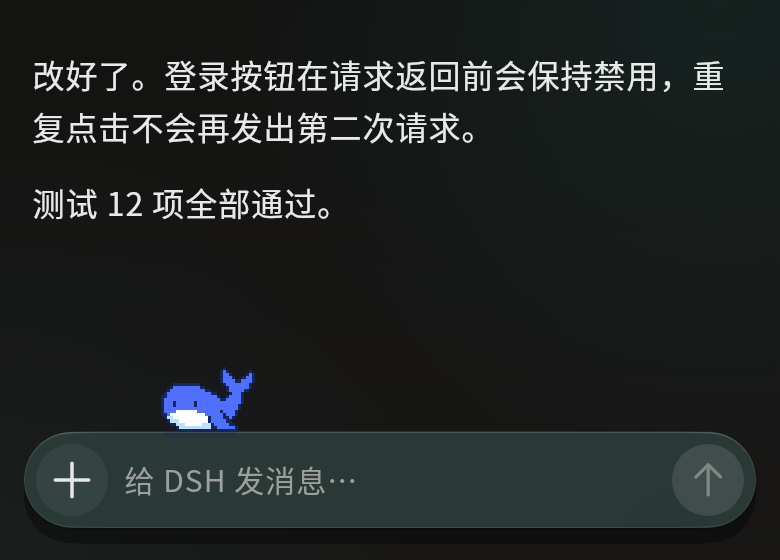 改好了。登录按钮在请求返回前会保持禁用，重
复点击不会再发出第二次请求。
测试 12 项全部通过。
给 DSH 发消息…